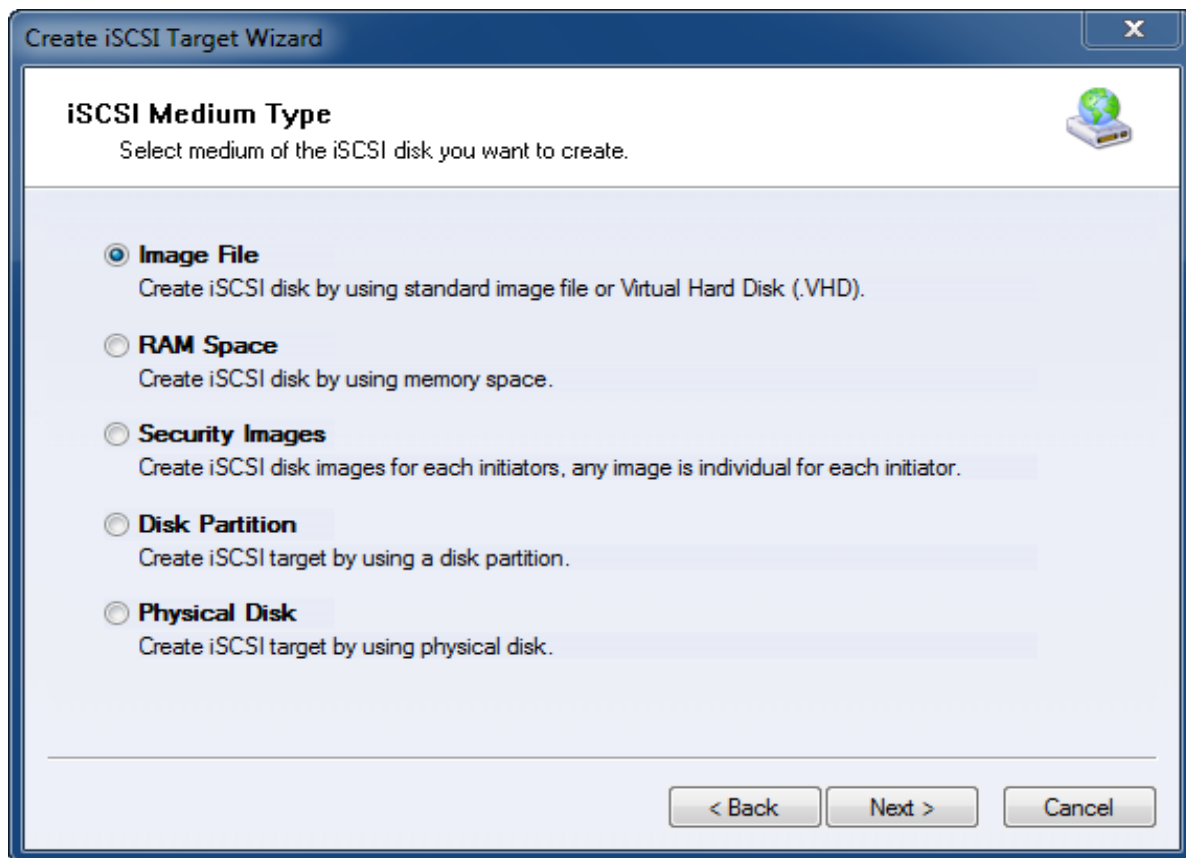 Create iSCSI Target Wizard
iSCSI Medium Type
Select medium of the iSCSI disk you want to create.
Image File
Create iSCSI disk by using standard image file or Virtual Hard Disk (.VHD).
RAM Space
Create iSCSI disk by using memory space.
Security Images
Create iSCSI disk images for each initiators, any image is individual for each initiator.
Disk Partition
Create iSCSI target by using a disk partition.
Physical Disk
Create iSCSI target by using physical disk.
< Back Next > Cancel